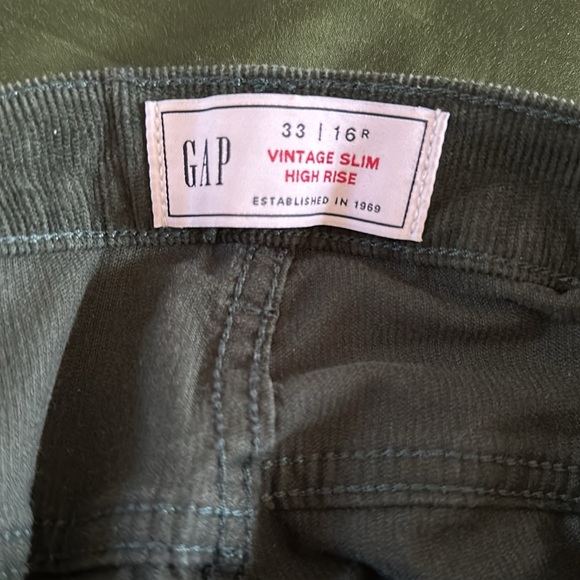 GAP
33 | 16R
VINTAGE SLIM
HIGH RISE
ESTABLISHED IN 1969